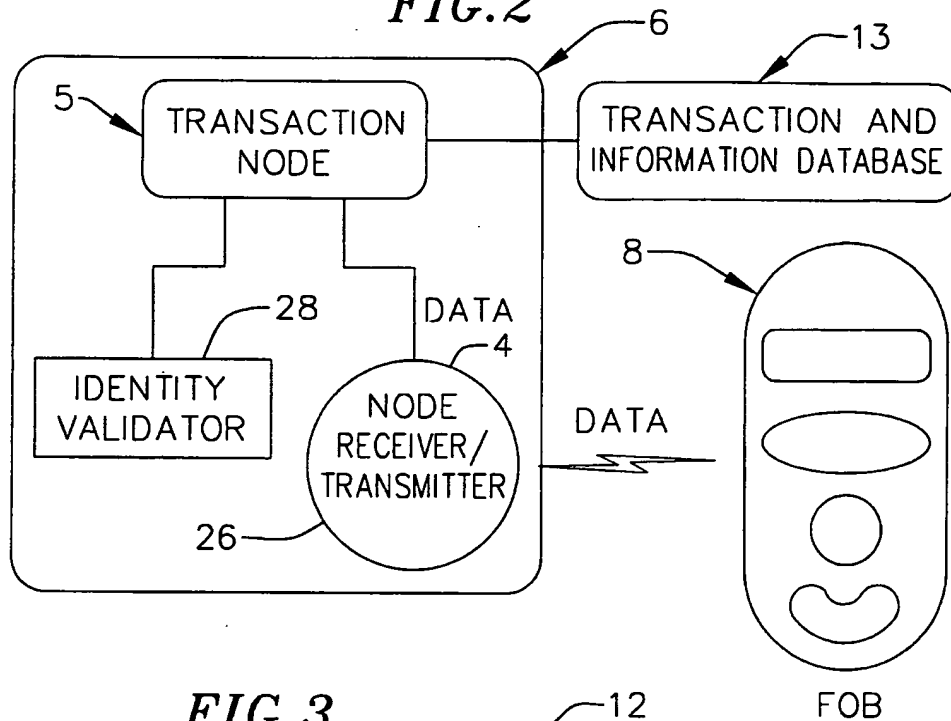 FIG.2
6
13
5
TRANSACTION
NODE
TRANSACTION AND
INFORMATION DATABASE
8
28
DATA
4
IDENTITY
VALIDATOR
NODE
RECEIVER/
TRANSMITTER
DATA
26
FIG.3
12
FOB